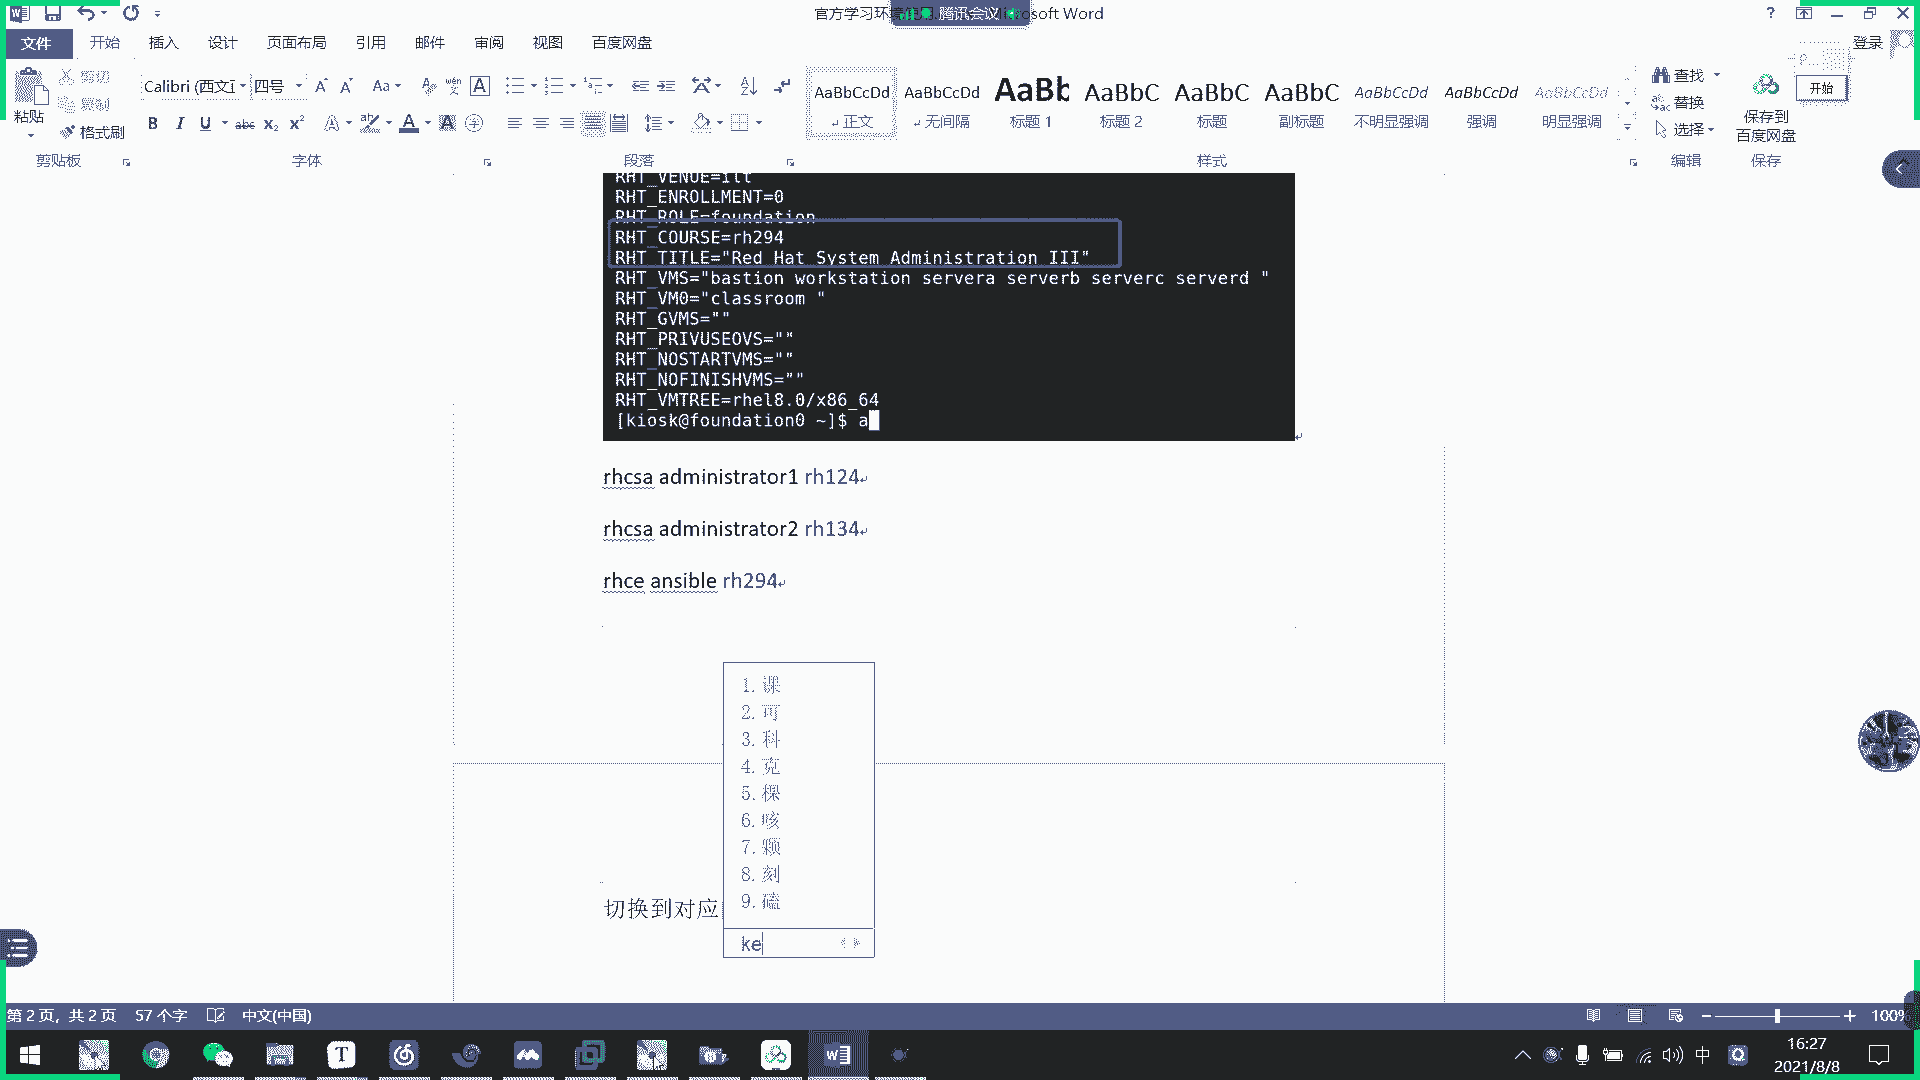 腾讯会议
Microsoft Word
文件
开始
插入
设计
页面布局
引用
邮件
审阅
视图
百度网盘
登录
粘贴
剪切
复制
格式刷
剪贴板
Calibri (西文正
四号
字体
段落
AaBbCcDd
正文
AaBbCcDd
无间隔
AaBb
标题 1
AaBbC
标题 2
AaBbC
标题
AaBbC
副标题
AaBbCcDd
不明显强调
AaBbCcDd
强调
AaBbCcDd
明显强调
样式
查找
替换
选择
编辑
保存到
百度网盘
保存
开始
RHT_VENUE=ilt
RHT_ENROLLMENT=0
RHT_ROLE=foundation
RHT_COURSE=rh294
RHT_TITLE="Red Hat System Administration III"
RHT_VMS="bastion workstation servera serverb serverc serverd "
RHT_VM0="classroom "
RHT_GVMS=""
RHT_PRIVUSEOVS=""
RHT_NOSTARTVMS=""
RHT_NOFINISHVMS=""
RHT_VMTREE=rhel8.0/x86_64
[kiosk@foundation0 ~]$ a
rhcsa administrator1 rh124
rhcsa administrator2 rh134
rhce ansible rh294
1. 课
2. 可
3. 科
4. 克
5. 棵
6. 咳
7. 颗
8. 刻
9. 磕
切换到对应
ke
第 2 页，共 2 页
57 个字
中文(中国)
100%
中
16:27
2021/8/8